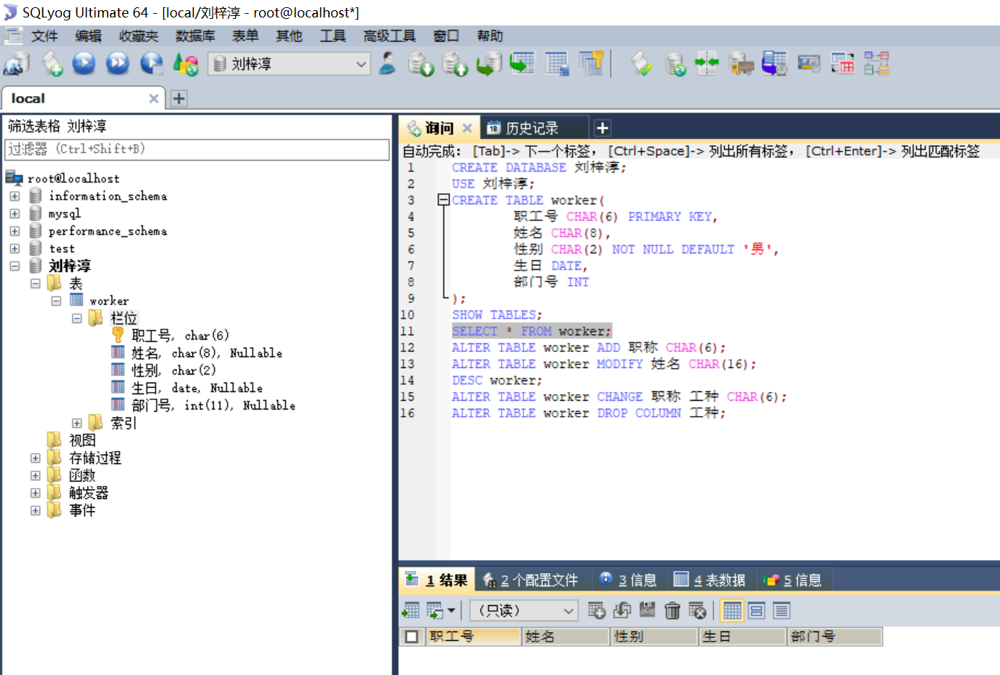 SQLyog Ultimate 64 - [local/刘梓淳 - root@localhost*]
文件 编辑 收藏夹 数据库 表单 其他 工具 高级工具 窗口 帮助
刘梓淳
local
筛选表格 刘梓淳
过滤器 (Ctrl+Shift+B)
root@localhost
information_schema
mysql
performance_schema
test
刘梓淳
表
worker
栏位
职工号, char(6)
姓名, char(8), Nullable
性别, char(2)
生日, date, Nullable
部门号, int(11), Nullable
索引
视图
存储过程
函数
触发器
事件
询问 18 历史记录
自动完成: [Tab]-> 下一个标签, [Ctrl+Space]-> 列出所有标签, [Ctrl+Enter]-> 列出匹配标签
1 CREATE DATABASE 刘梓淳;
2 USE 刘梓淳;
3 CREATE TABLE worker(
4 职工号 CHAR(6) PRIMARY KEY,
5 姓名 CHAR(8),
6 性别 CHAR(2) NOT NULL DEFAULT '男',
7 生日 DATE,
8 部门号 INT
9 );
10 SHOW TABLES;
11 SELECT * FROM worker;
12 ALTER TABLE worker ADD 职称 CHAR(6);
13 ALTER TABLE worker MODIFY 姓名 CHAR(16);
14 DESC worker;
15 ALTER TABLE worker CHANGE 职称 工种 CHAR(6);
16 ALTER TABLE worker DROP COLUMN 工种;
1 结果 2 个配置文件 3 信息 4 表数据 5 信息
(只读)
职工号 姓名 性别 生日 部门号